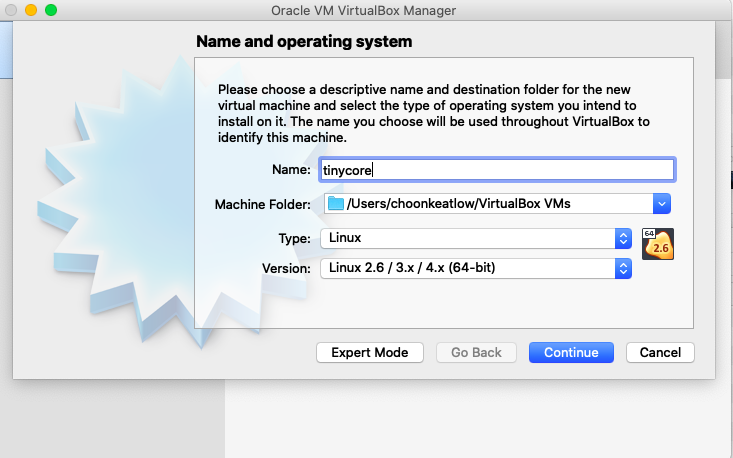 Oracle VM VirtualBox Manager
Name and operating system
Please choose a descriptive name and destination folder for the new
virtual machine and select the type of operating system you intend to
install on it. The name you choose will be used throughout VirtualBox to
identify this machine.
Name: tinycore
Machine Folder: /Users/choonkeatlow/VirtualBox VMs
Type: Linux
64
2.6
Version: Linux 2.6 / 3.x / 4.x (64-bit)
Expert Mode Go Back Continue Cancel